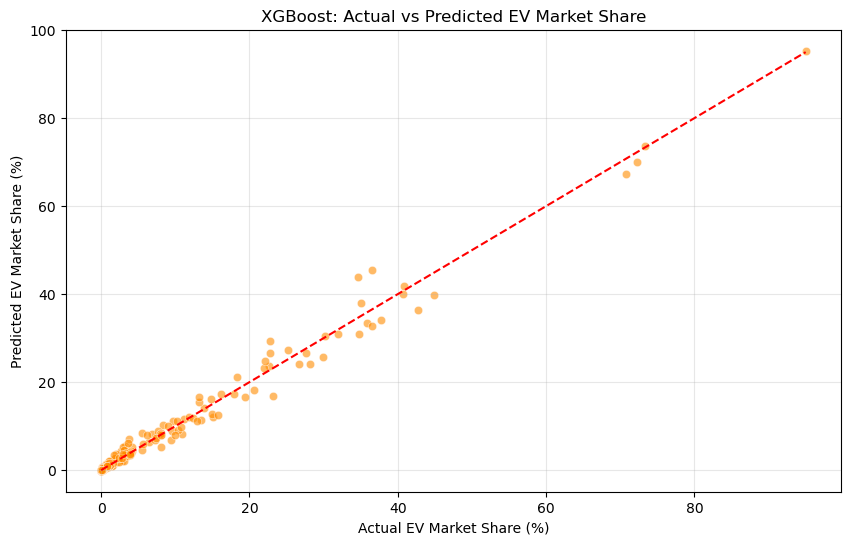 XGBoost: Actual vs Predicted EV Market Share
100
80
60
40
20
0
Predicted EV Market Share (%)
0 20 40 60 80
Actual EV Market Share (%)